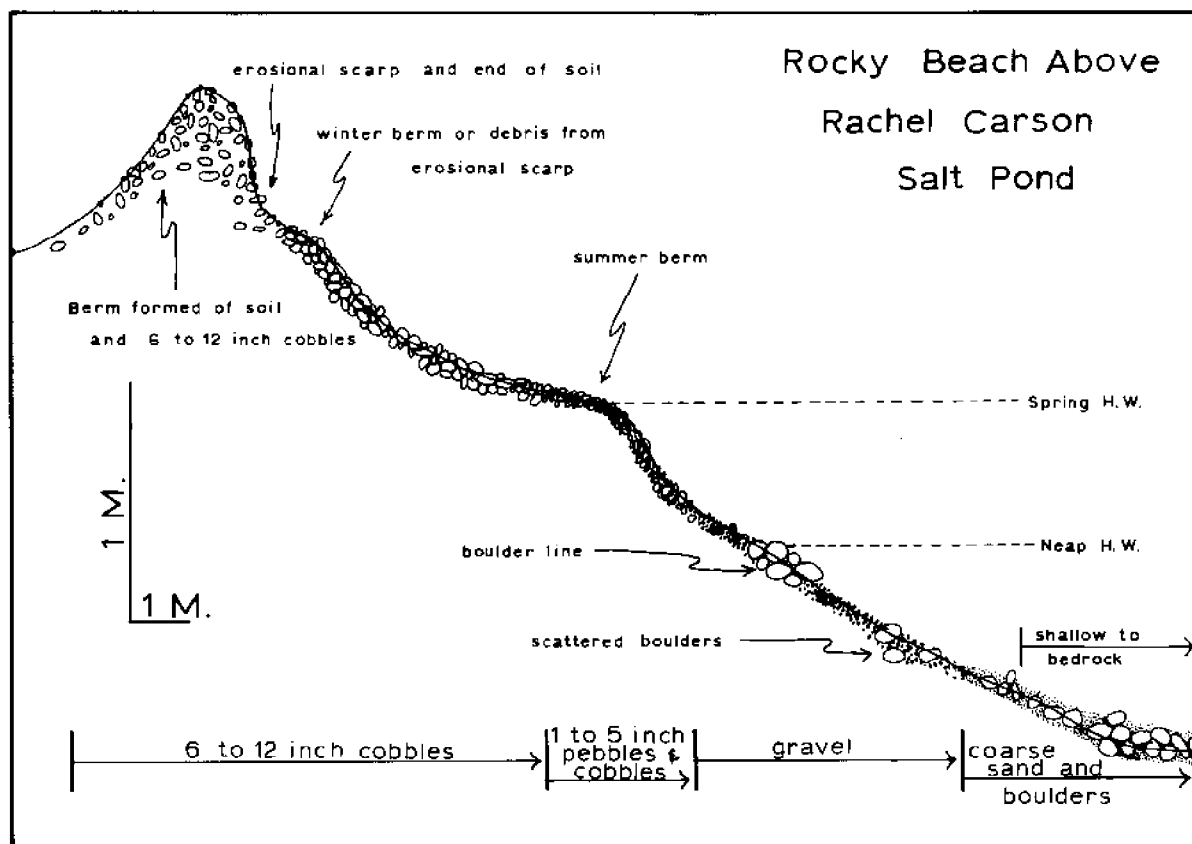 Rocky Beach Above
Rachel Carson
Salt Pond
erosional scarp and end of soil
winter berm or debris from
erosional scarp
summer berm
Berm formed of soil
and 6 to 12 inch cobbles
Spring H.W.
1 M.
1 M.
boulder line
Neap H.W.
scattered boulders
shallow to
bedrock
6 to 12 inch cobbles
1 to 5 inch
pebbles &
cobbles
gravel
coarse
sand and
boulders